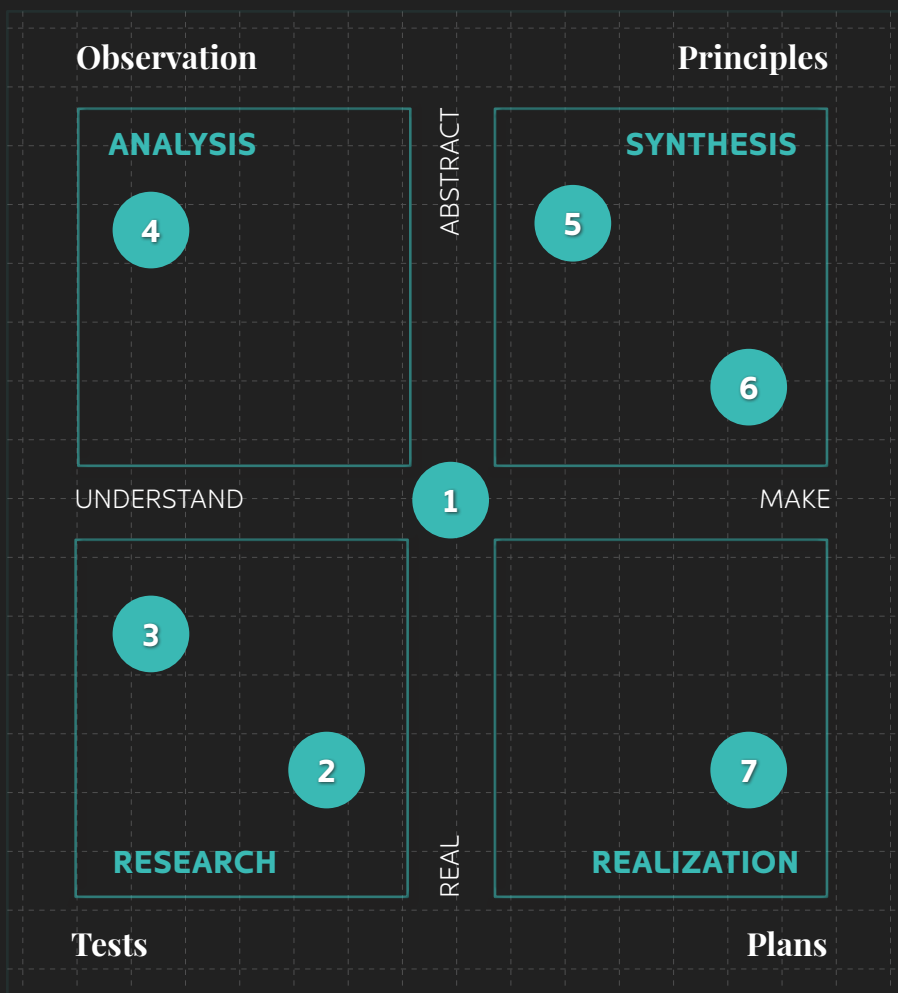 Observation
Principles
ANALYSIS
ABSTRACT
SYNTHESIS
4
5
6
UNDERSTAND
1
MAKE
3
2
7
RESEARCH
REAL
REALIZATION
Tests
Plans